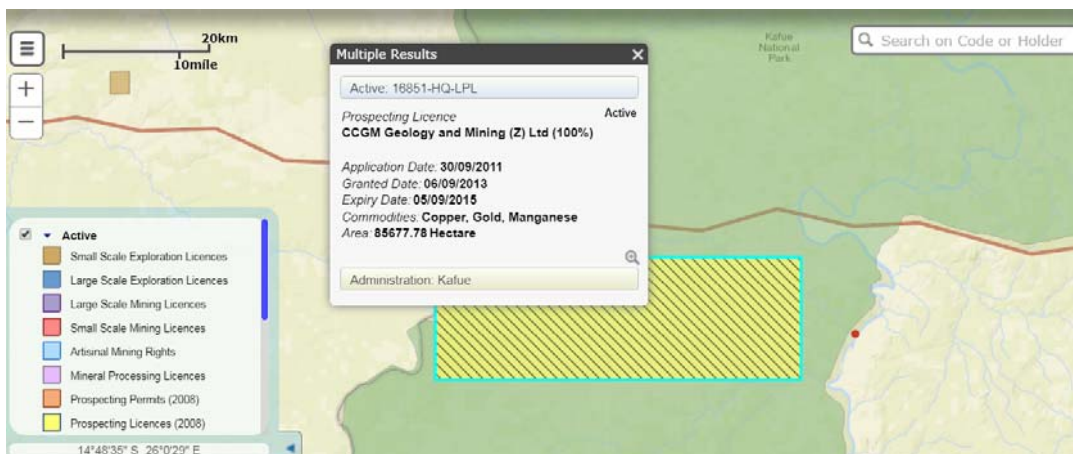 20km
10mile
Kafue
National
Park
Search on Code or Holder
Multiple Results
Active: 16851-HQ-LPL
Prospecting Licence
Active
CCGM Geology and Mining (Z) Ltd (100%)
Application Date: 30/09/2011
Granted Date: 06/09/2013
Expiry Date: 05/09/2015
Commodities: Copper, Gold, Manganese
Area: 85677.78 Hectare
Administration: Kafue
Active
Small Scale Exploration Licences
Large Scale Exploration Licences
Large Scale Mining Licences
Small Scale Mining Licences
Artisinal Mining Rights
Mineral Processing Licences
Prospecting Permits (2008)
Prospecting Licences (2008)
14°48'35" S 26°0'29" E